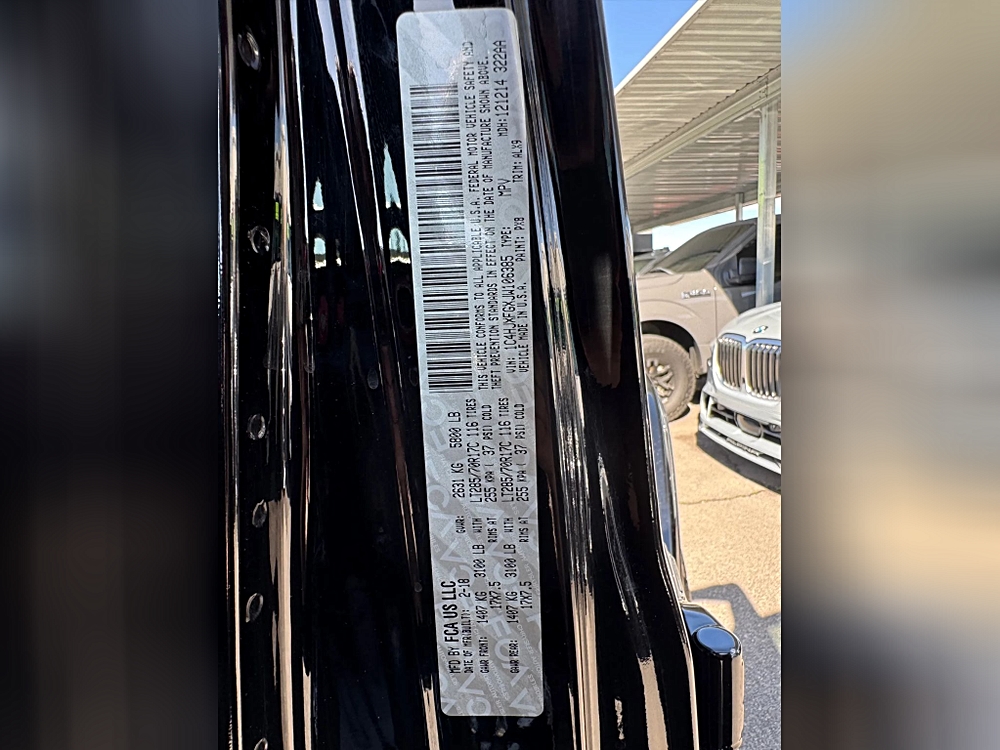 MFD BY FCA US LLC
DATE OF MFR(BUILT): 2-18 GVWR: 2631 KG 5800 LB
GAWR FRONT: 1407 KG 3100 LB WITH LT285/70R17C 116 TIRES
17X7.5 RIMS AT 255 KPA ( 37 PSI) COLD
GAWR REAR: 1407 KG 3100 LB WITH LT285/70R17C 116 TIRES
17X7.5 RIMS AT 255 KPA ( 37 PSI) COLD
THIS VEHICLE CONFORMS TO ALL APPLICABLE U.S.A. FEDERAL MOTOR VEHICLE SAFETY AND
THEFT PREVENTION STANDARDS IN EFFECT ON THE DATE OF MANUFACTURE SHOWN ABOVE.
VIN: 1C4HJXFGXJW106385 TYPE: MPV MDH: 121214 322AA
VEHICLE MADE IN U.S.A. PAINT: PX8 TRIM: ALX9